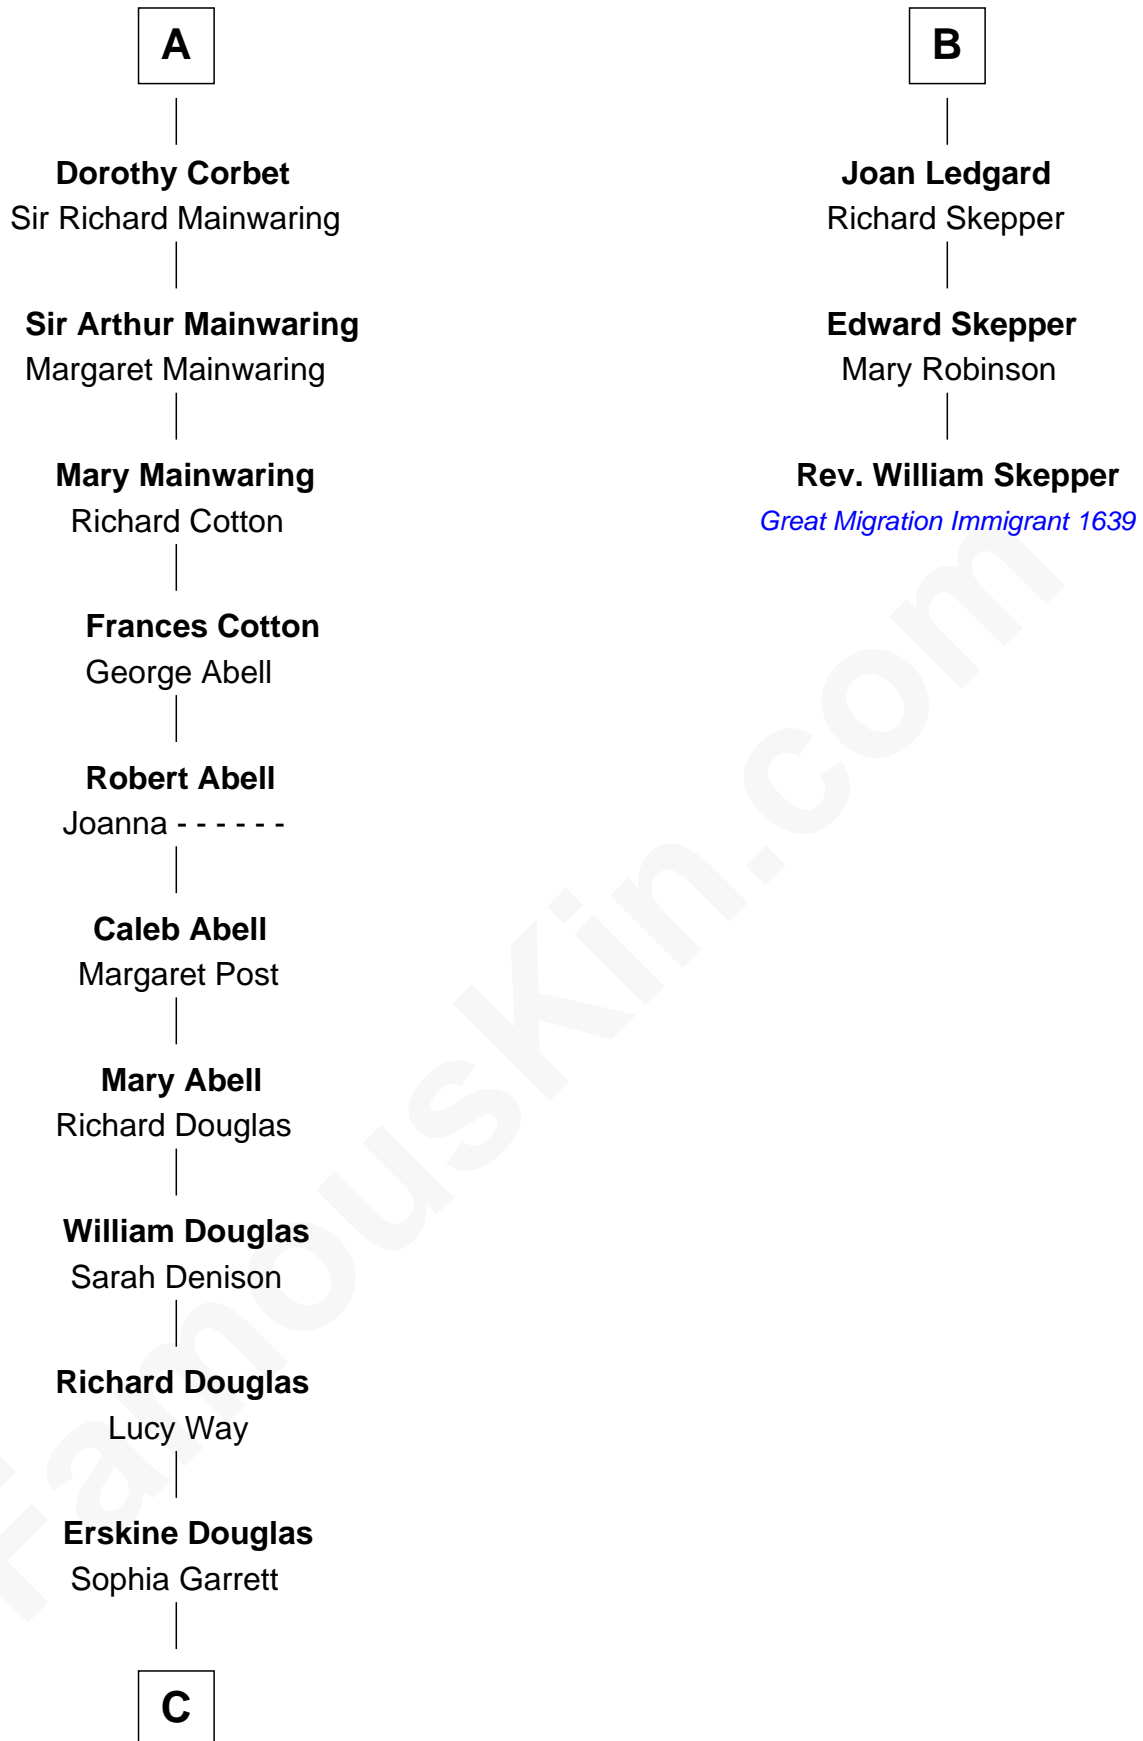 A
Dorothy Corbet
Sir Richard Mainwaring
Sir Arthur Mainwaring
Margaret Mainwaring
Mary Mainwaring
Richard Cotton
Frances Cotton
George Abell
Robert Abell
Joanna - - - - - -
Caleb Abell
Margaret Post
Mary Abell
Richard Douglas
William Douglas
Sarah Denison
Richard Douglas
Lucy Way
Erskine Douglas
Sophia Garrett
C
B
Joan Ledgard
Richard Skepper
Edward Skepper
Mary Robinson
Rev. William Skepper
Great Migration Immigrant 1639
FamousKin.com